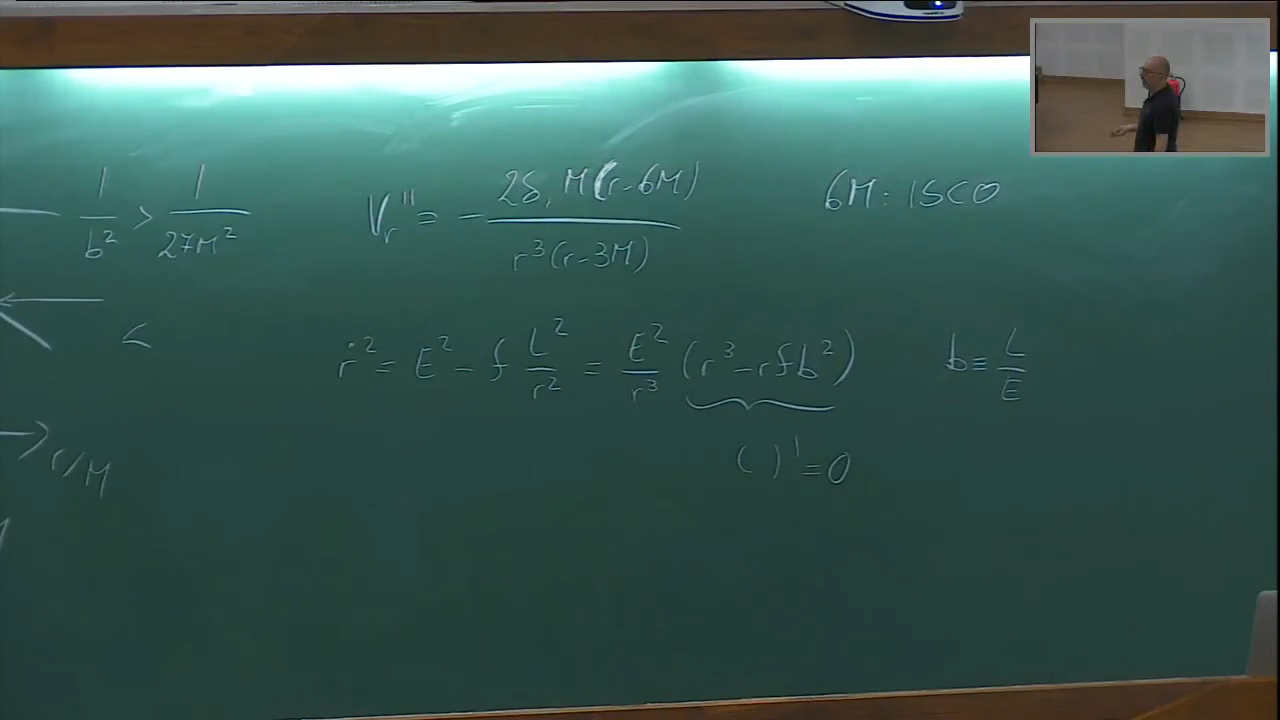 1/b² > 1/27M²
V_r'' = - 2δ₁M(r-6M) / r³(r-3M)
6M: ISCO
<
ṙ² = E² - f L²/r² = E²/r³ (r³ - rfb²)
b ≡ L/E
( )' = 0
r/M